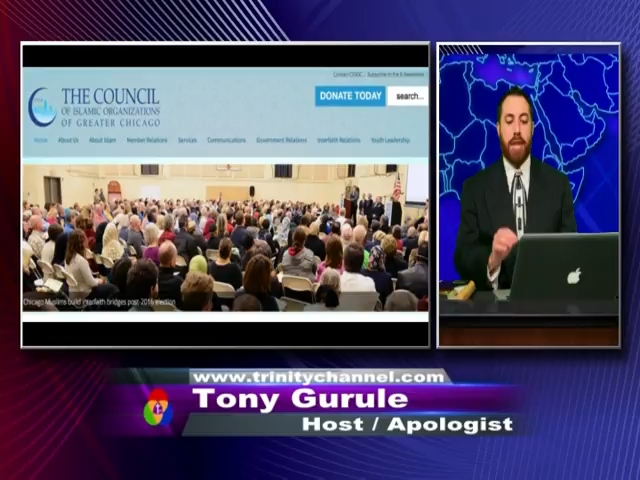 Contact CIOGC / Subscribe to the E-Newsletter
THE COUNCIL
OF ISLAMIC ORGANIZATIONS
OF GREATER CHICAGO
DONATE TODAY
search...
Home About Us About Islam Member Relations Services Communications Government Relations Interfaith Relations Youth Leadership
Chicago Muslims build interfaith bridges post-2016 election
www.trinitychannel.com
Tony Gurule
Host / Apologist